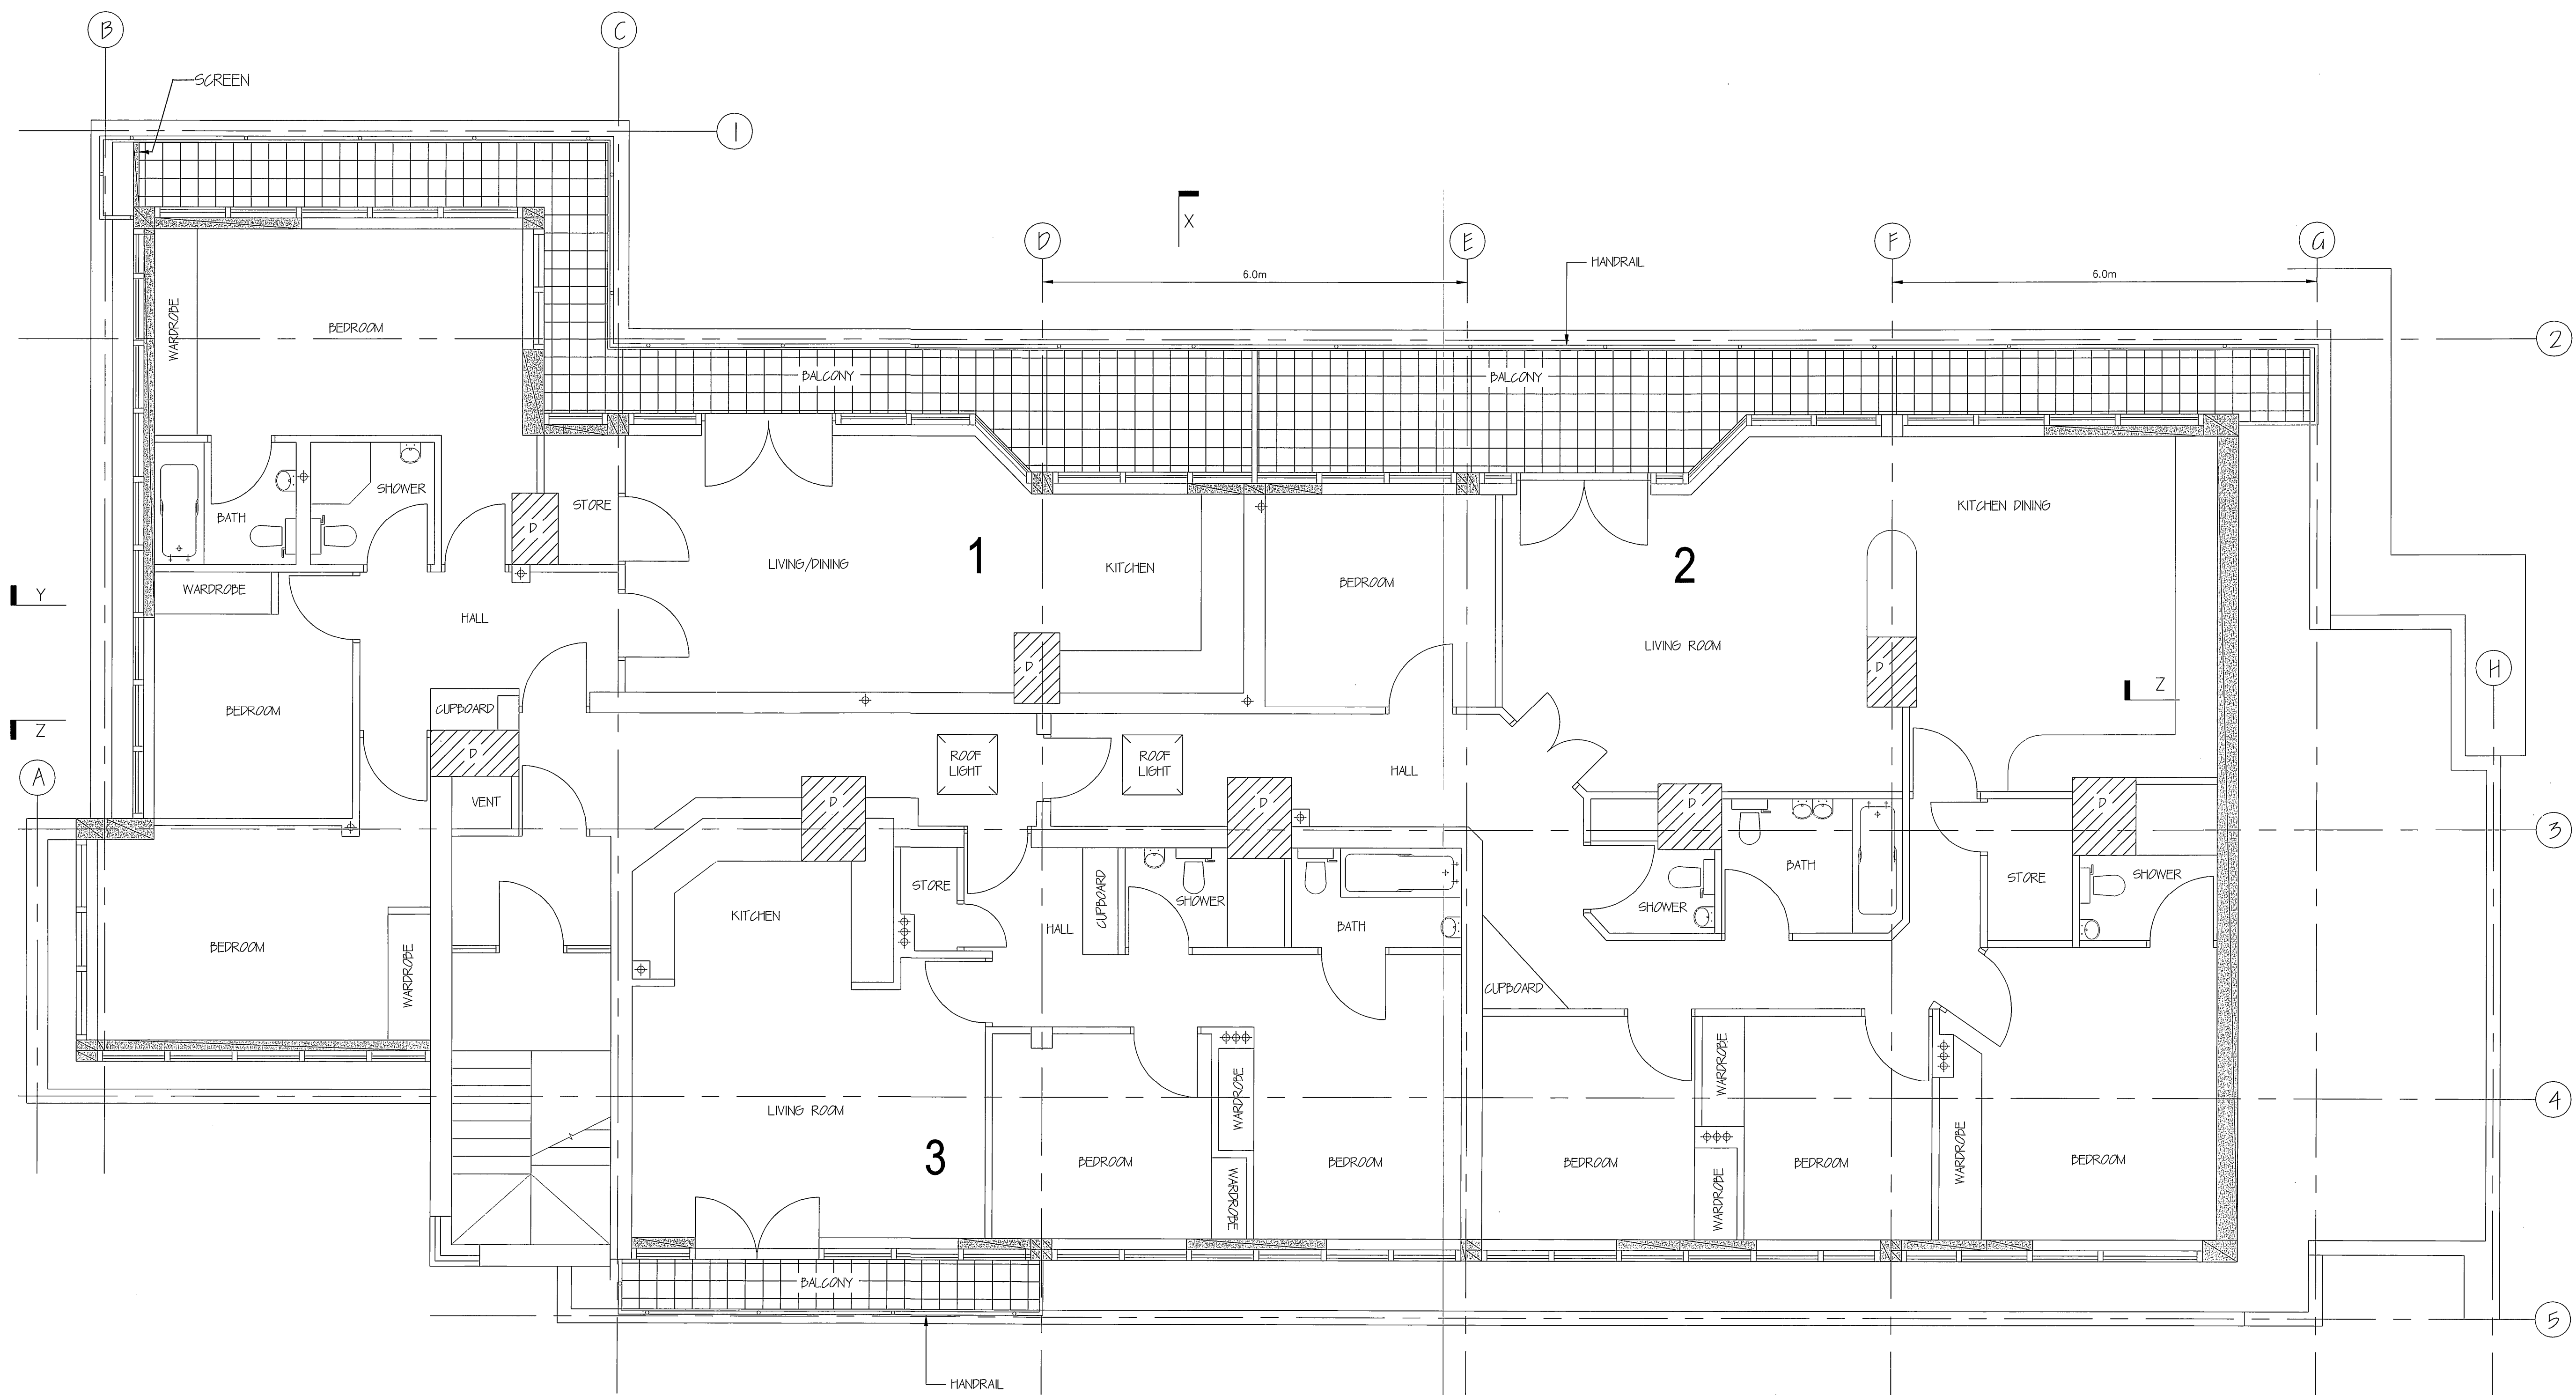 B
C
SCREEN
1
X
D
E
F
G
HANDRAIL
6.0m
6.0m
2
WARDROBE
BEDROOM
BALCONY
BALCONY
SHOWER
BATH
D
STORE
KITCHEN DINING
1
2
LIVING/DINING
KITCHEN
BEDROOM
WARDROBE
Y
HALL
LIVING ROOM
D
D
H
Z
BEDROOM
CUPBOARD
Z
D
A
ROOF
LIGHT
ROOF
LIGHT
HALL
VENT
D
D
D
D
3
BATH
STORE
CUPBOARD
SHOWER
STORE
SHOWER
KITCHEN
SHOWER
HALL
BATH
BEDROOM
WARDROBE
CUPBOARD
WARDROBE
WARDROBE
4
LIVING ROOM
3
BEDROOM
BEDROOM
WARDROBE
BEDROOM
WARDROBE
BEDROOM
WARDROBE
BEDROOM
BALCONY
5
HANDRAIL